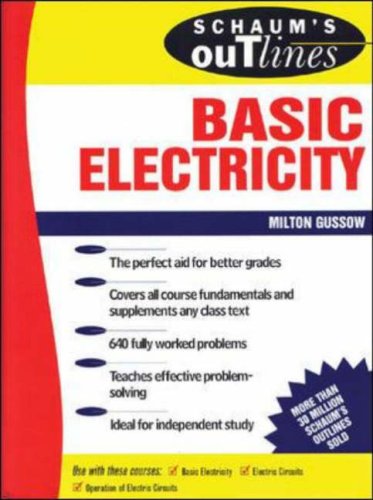 SCHAUM'S
OUTlines
BASIC
ELECTRICITY
MILTON GUSSOW
The perfect aid for better grades
Covers all course fundamentals and
supplements any class text
640 fully worked problems
Teaches effective problem-
solving
Ideal for independent study
MORE THAN
30 MILLION
SCHAUM'S
OUTLINES
SOLD
Use with these courses: ☑ Basic Electricity ☑ Electric Circuits
☑ Operation of Electric Circuits